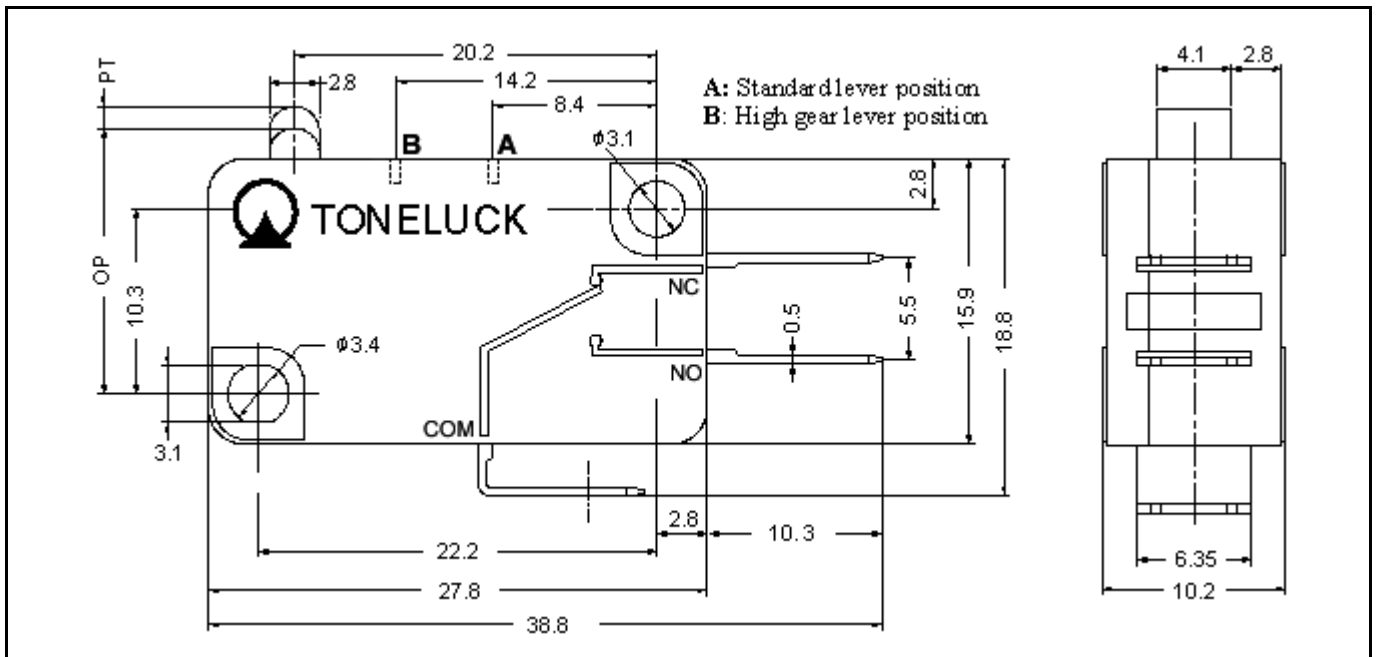 20.2
4.1
2.8
PT
2.8
14.2
8.4
A: Standard lever position
B: High gear lever position
B
A
ϕ3.1
2.8
TONELUCK
OP
10.3
NC
0.5
5.5
15.9
18.8
ϕ3.4
NO
COM
3.1
2.8
10.3
22.2
6.35
27.8
10.2
38.8